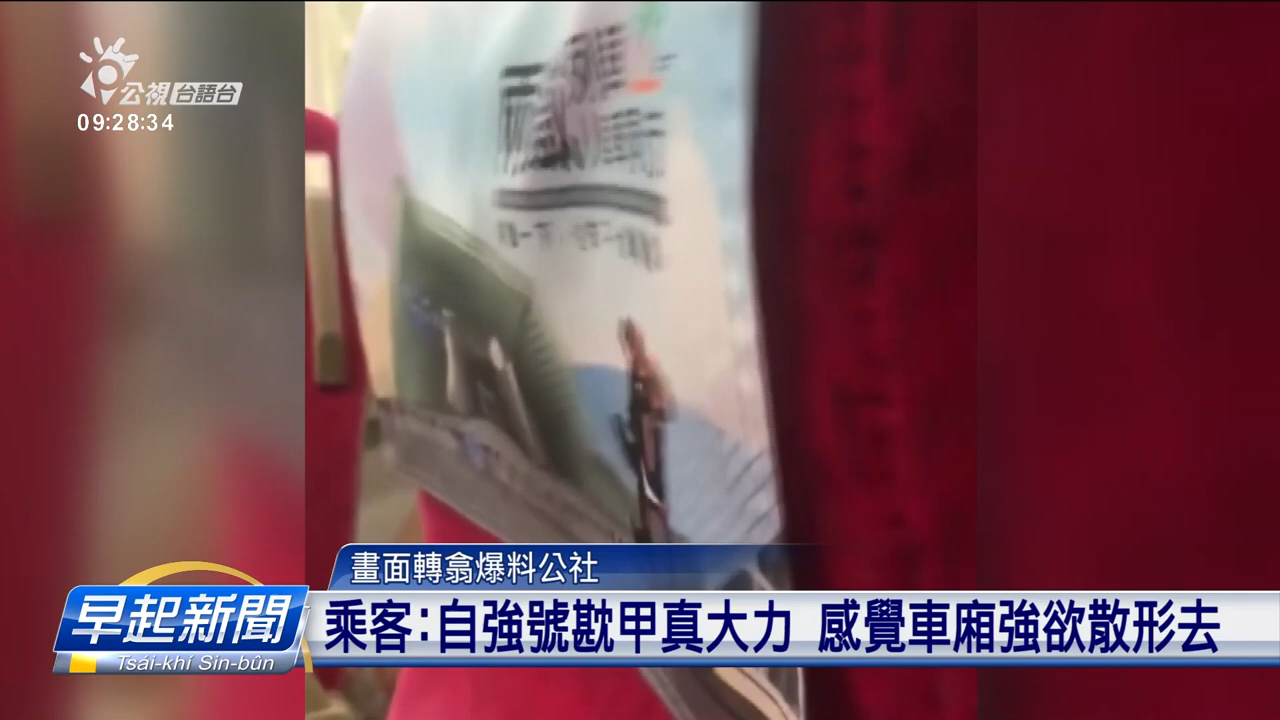 公視台語台
09:28:34
畫面轉翕爆料公社
早起新聞
Tsái-khí Sin-bûn
乘客:自強號戡甲真大力 感覺車廂強欲散形去